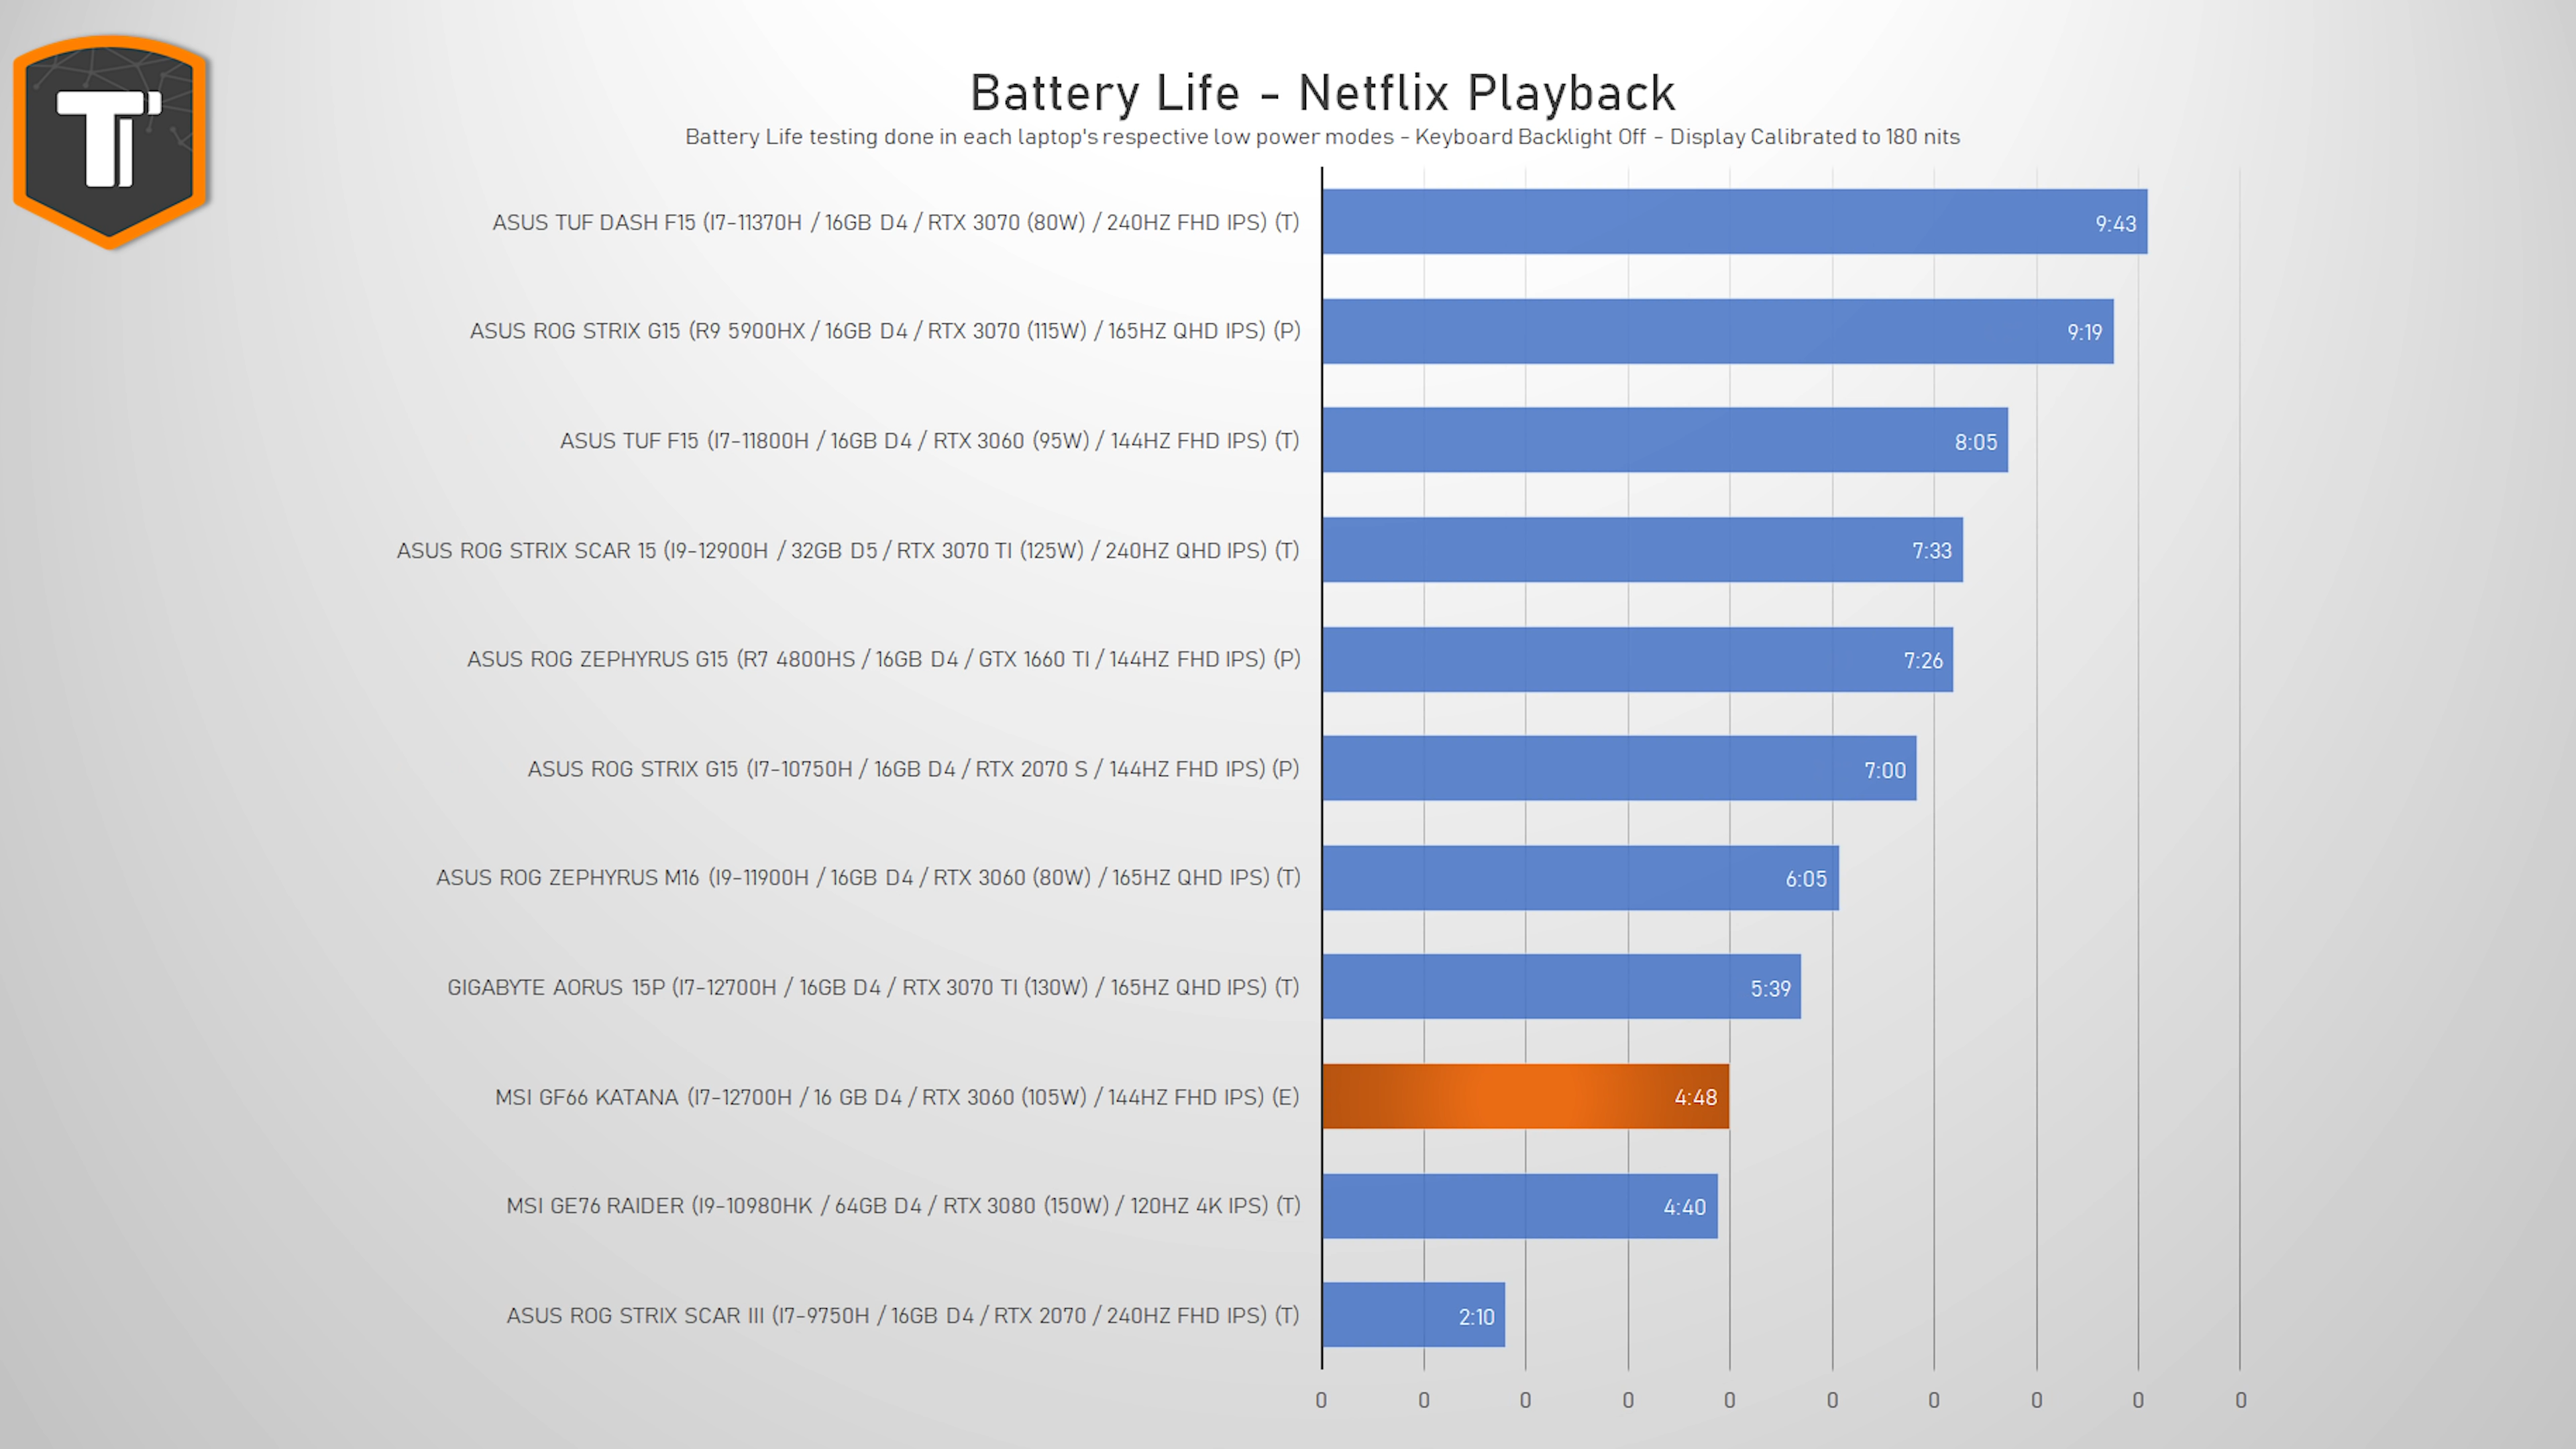 Battery Life - Netflix Playback
Battery Life testing done in each laptop's respective low power modes - Keyboard Backlight Off - Display Calibrated to 180 nits
ASUS TUF DASH F15 (I7-11370H / 16GB D4 / RTX 3070 (80W) / 240HZ FHD IPS) (T) 9:43
ASUS ROG STRIX G15 (R9 5900HX / 16GB D4 / RTX 3070 (115W) / 165HZ QHD IPS) (P) 9:19
ASUS TUF F15 (I7-11800H / 16GB D4 / RTX 3060 (95W) / 144HZ FHD IPS) (T) 8:05
ASUS ROG STRIX SCAR 15 (I9-12900H / 32GB D5 / RTX 3070 TI (125W) / 240HZ QHD IPS) (T) 7:33
ASUS ROG ZEPHYRUS G15 (R7 4800HS / 16GB D4 / GTX 1660 TI / 144HZ FHD IPS) (P) 7:26
ASUS ROG STRIX G15 (I7-10750H / 16GB D4 / RTX 2070 S / 144HZ FHD IPS) (P) 7:00
ASUS ROG ZEPHYRUS M16 (I9-11900H / 16GB D4 / RTX 3060 (80W) / 165HZ QHD IPS) (T) 6:05
GIGABYTE AORUS 15P (I7-12700H / 16GB D4 / RTX 3070 TI (130W) / 165HZ QHD IPS) (T) 5:39
MSI GF66 KATANA (I7-12700H / 16 GB D4 / RTX 3060 (105W) / 144HZ FHD IPS) (E) 4:48
MSI GE76 RAIDER (I9-10980HK / 64GB D4 / RTX 3080 (150W) / 120HZ 4K IPS) (T) 4:40
ASUS ROG STRIX SCAR III (I7-9750H / 16GB D4 / RTX 2070 / 240HZ FHD IPS) (T) 2:10
0 0 0 0 0 0 0 0 0 0